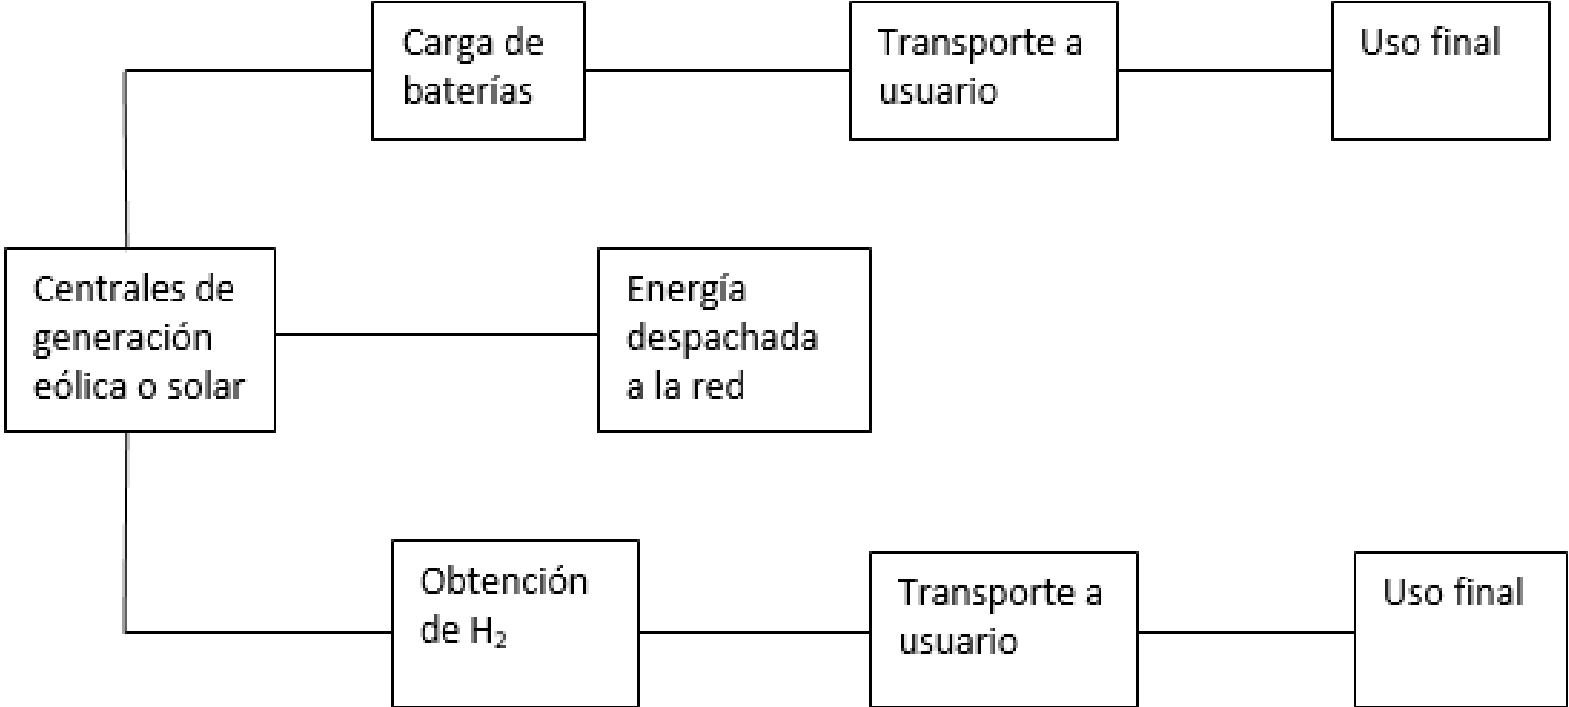 Carga de
baterías
Transporte a
usuario
Uso final
Centrales de
generación
eólica o solar
Energía
despachada
a la red
Obtención
de H₂
Transporte a
usuario
Uso final